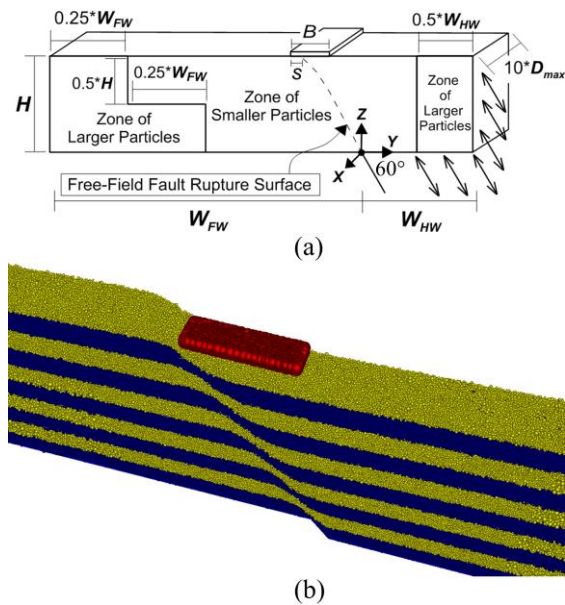 0.25*W_FW
B
0.5*W_HW
S
10*D_max
H
0.5*H
0.25*W_FW
Zone of
Larger Particles
Zone of
Smaller Particles
Zone of
Larger
Particles
Z
Y
X
60°
Free-Field Fault Rupture Surface
W_FW
W_HW
(a)
(b)